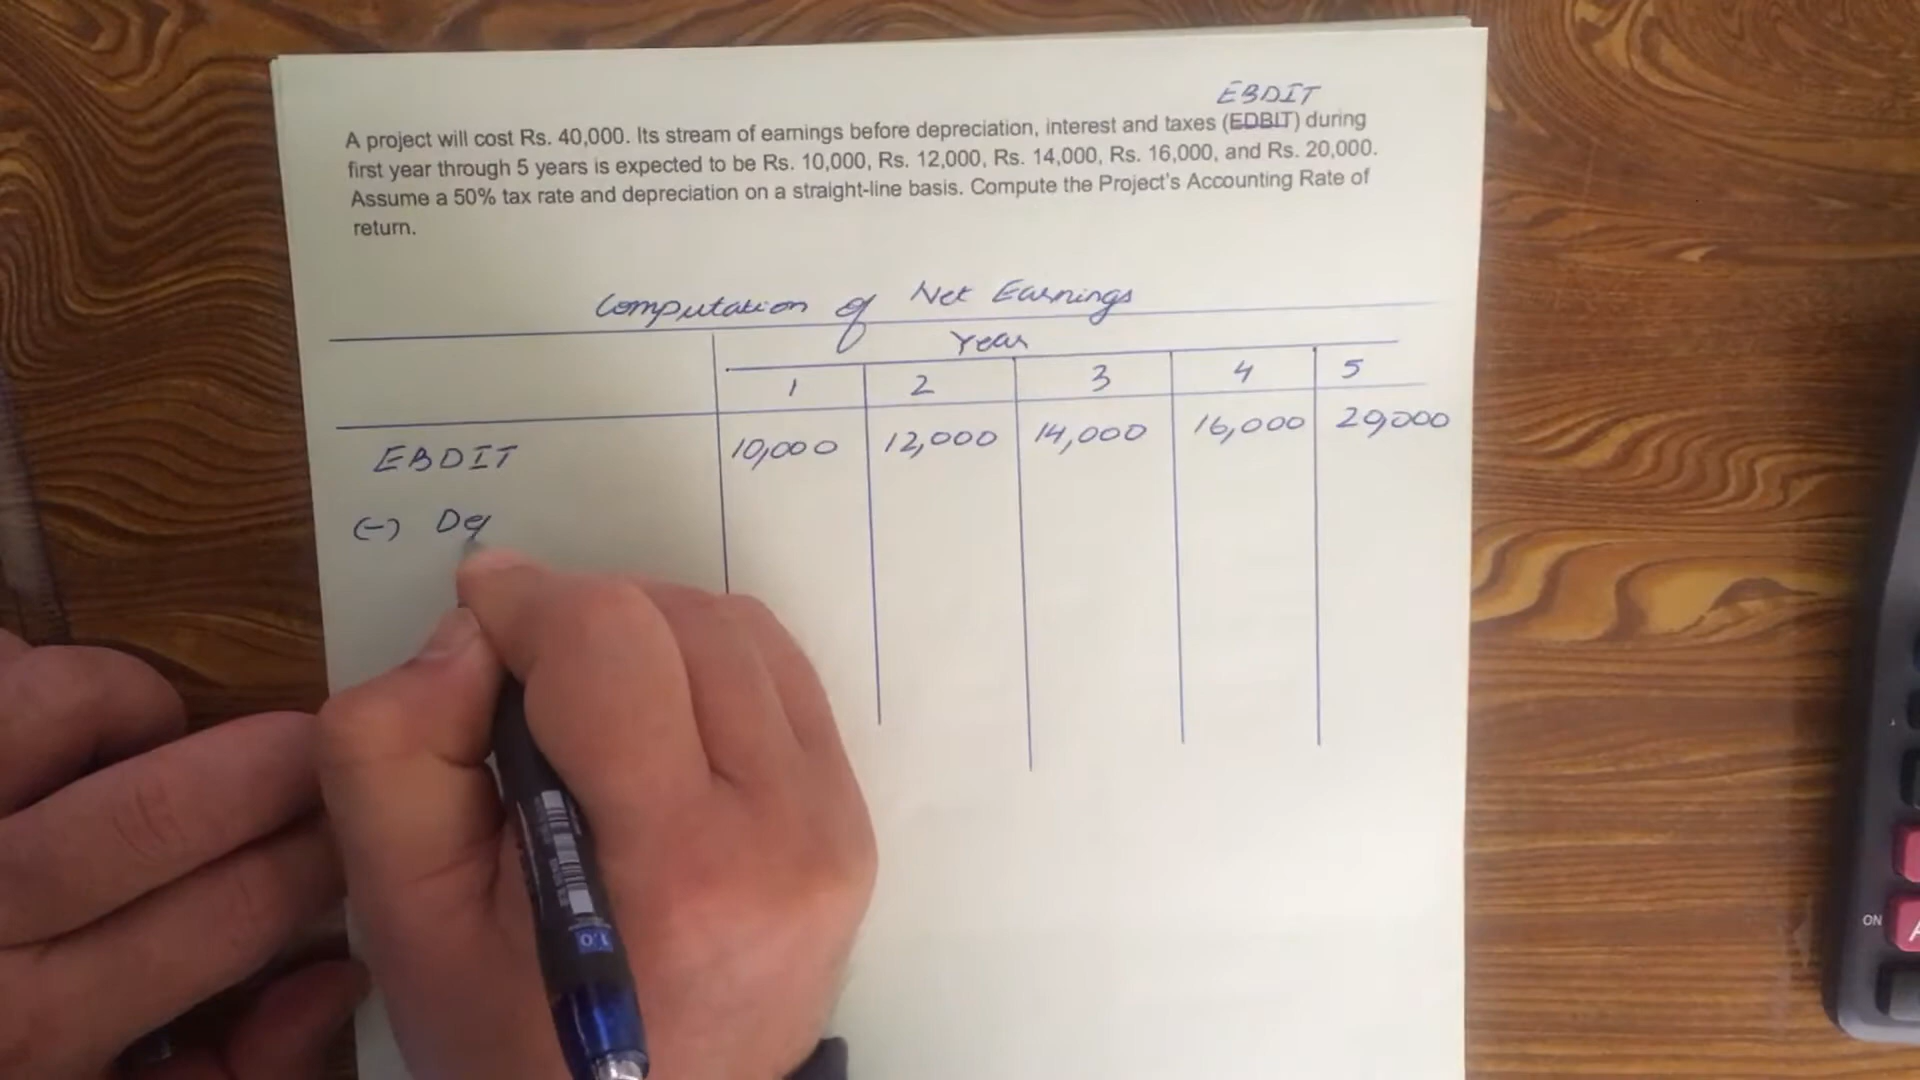 EBDIT
A project will cost Rs. 40,000. Its stream of earnings before depreciation, interest and taxes (EDBIT) during
first year through 5 years is expected to be Rs. 10,000, Rs. 12,000, Rs. 14,000, Rs. 16,000, and Rs. 20,000.
Assume a 50% tax rate and depreciation on a straight-line basis. Compute the Project's Accounting Rate of
return.
Computation of Net Earnings
Year
1 2 3 4 5
EBDIT 10,000 12,000 14,000 16,000 20,000
(-) Dep
1.0
ON
A